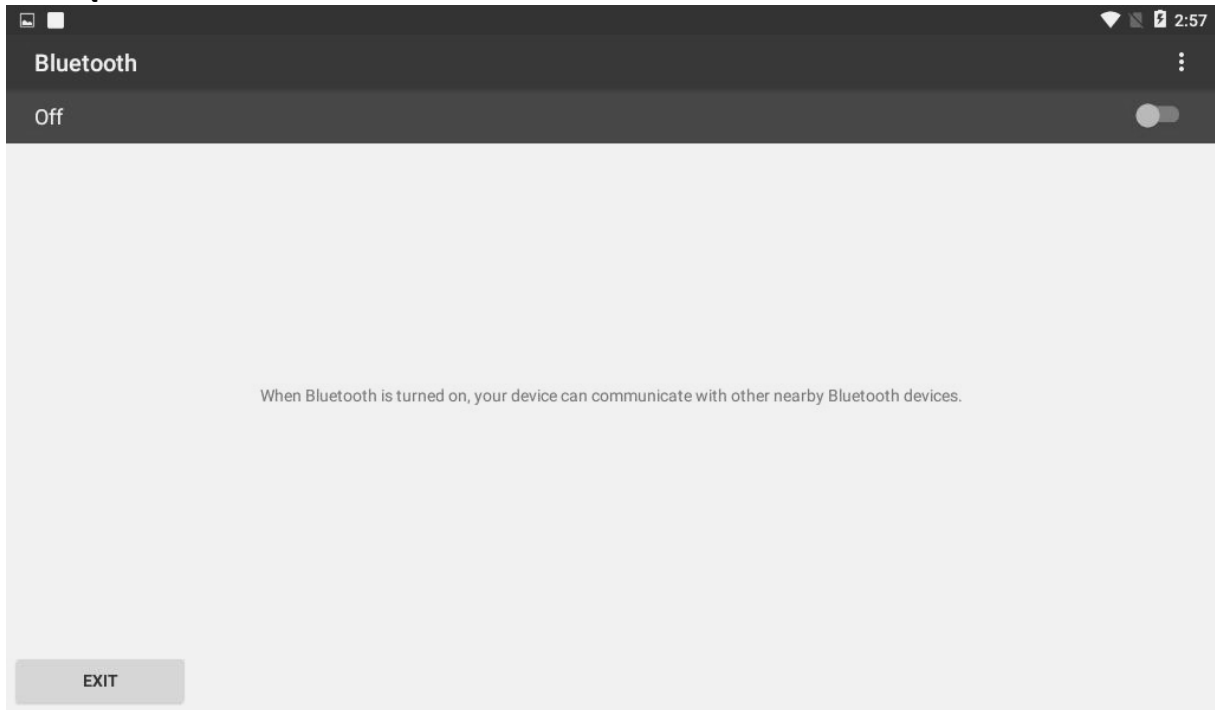 2:57
Bluetooth
Off
When Bluetooth is turned on, your device can communicate with other nearby Bluetooth devices.
EXIT